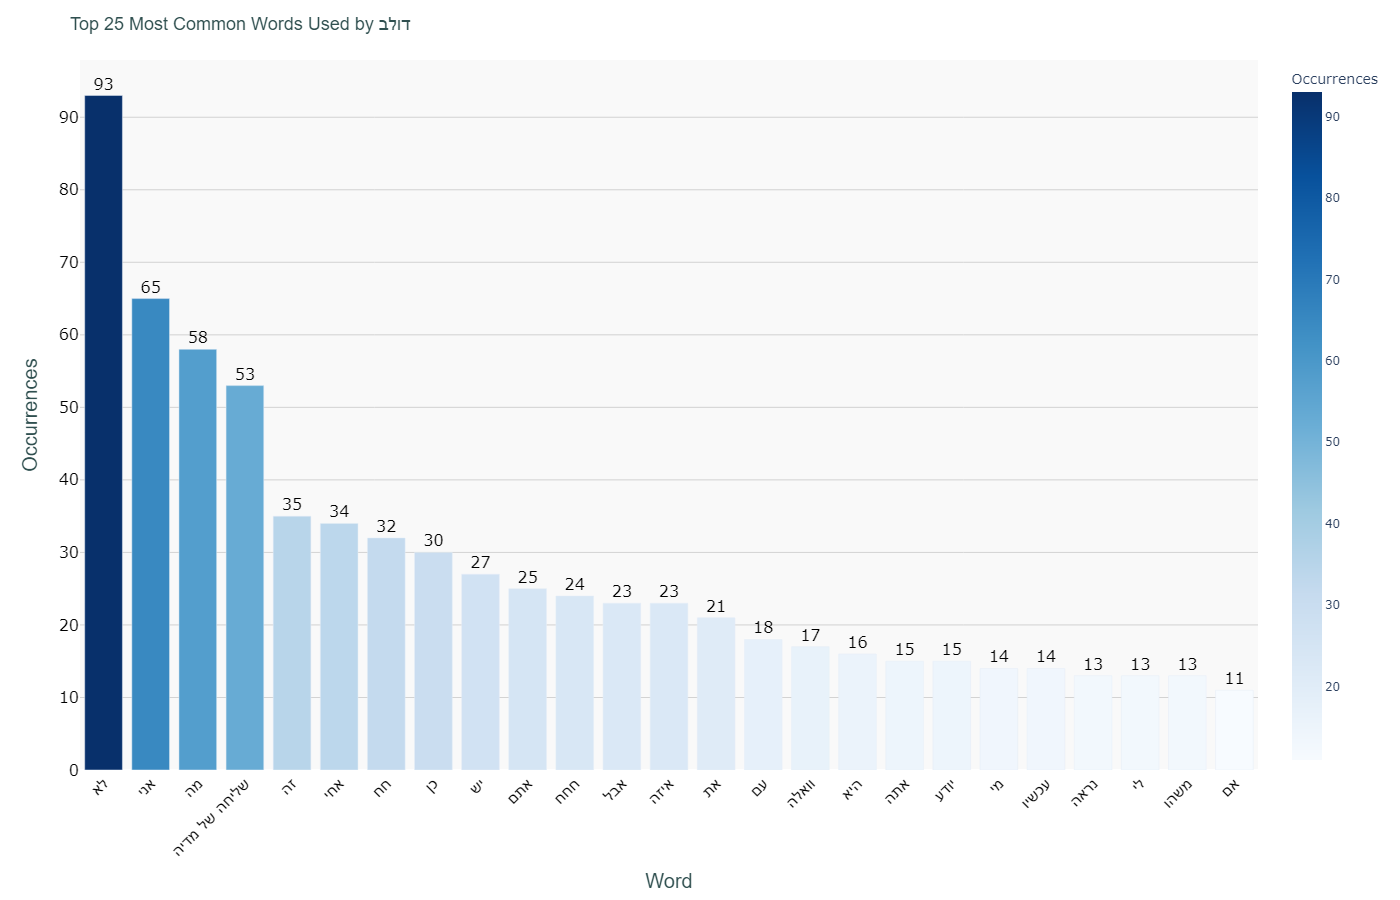 Top 25 Most Common Words Used by דולב
Occurrences
90
80
70
60
50
40
30
20
10
0
93
65
58
53
35
34
32
30
27
25
24
23
23
21
18
17
16
15
15
14
14
13
13
13
11
לא
אני
מה
שליחה של מדיה
זה
אחי
חח
כן
יש
אתם
חחח
אבל
איזה
את
עם
וואלה
היא
אתה
יודע
מי
עכשיו
נראה
לי
משהו
אם
Word
Occurrences
90
80
70
60
50
40
30
20